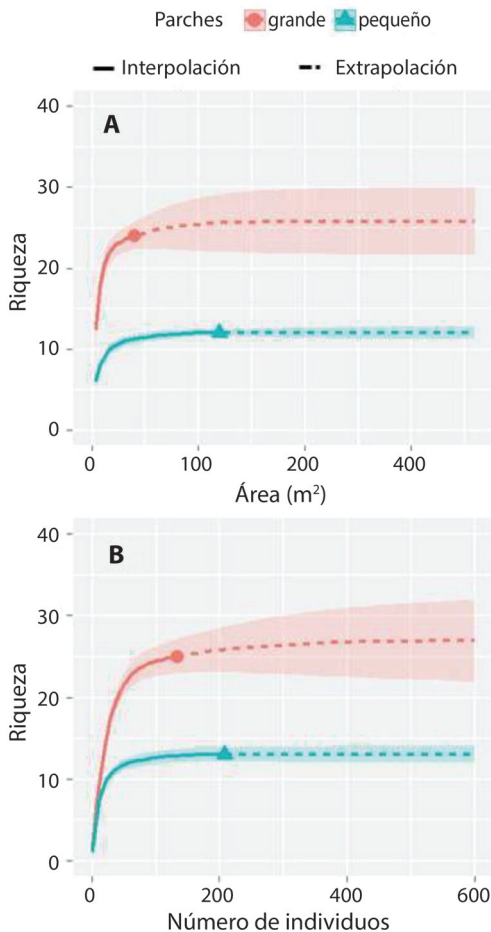 Parches grande pequeño
Interpolación Extrapolación
A
40
30
20
10
0
Riqueza
0 100 200 400
Área (m²)
B
40
30
20
10
0
Riqueza
0 200 400 600
Número de individuos